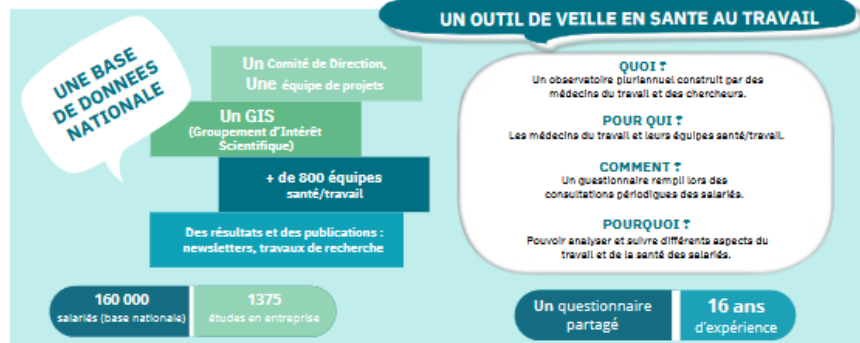 UN OUTIL DE VEILLE EN SANTE AU TRAVAIL
UNE BASE
DE DONNEES
NATIONALE
Un Comité de Direction,
Une équipe de projets
Un GIS
(Groupement d'Intérêt
Scientifique)
+ de 800 équipes
santé/travail
Des résultats et des publications :
newsletters, travaux de recherche
160 000
salariés (base nationale)
1375
études en entreprise
QUOI ?
Un observatoire pluriannuel construit par des
médecins du travail et des chercheurs.
POUR QUI ?
Les médecins du travail et leurs équipes santé/travail.
COMMENT ?
Un questionnaire rempli lors des
consultations périodiques des salariés.
POURQUOI ?
Pouvoir analyser et suivre différents aspects du
travail et de la santé des salariés.
Un questionnaire
partagé
16 ans
d'expérience